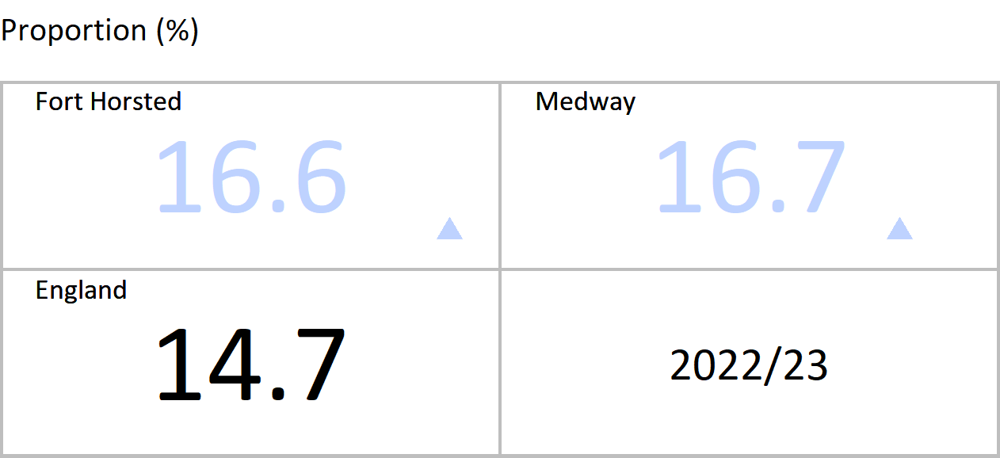 Proportion (%)
Fort Horsted
16.6
Medway
16.7
England
14.7
2022/23